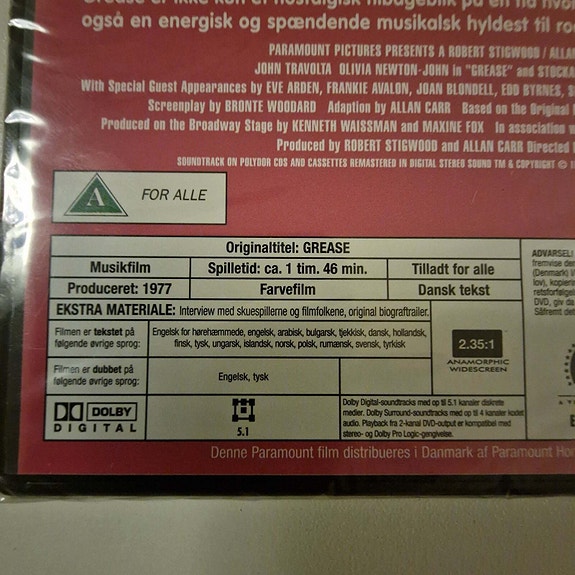 også en energisk og spændende musikalsk hyldest til
PARAMOUNT PICTURES PRESENTS A ROBERT STIGWOOD /
JOHN TRAVOLTA OLIVIA NEWTON-JOHN in "GREASE" and
With Special Guest Appearances by EVE ARDEN, FRANKIE AVALON, JOAN BLONDELL, EDD BYRNES,
Screenplay by BRONTE WOODARD Adaption by ALLAN CARR Based on the Original
Produced on the Broadway Stage by KENNETH WAISSMAN and MAXINE FOX In association
Produced by ROBERT STIGWOOD and ALLAN CARR Directed
SOUNDTRACK ON POLYDOR CDS AND CASSETTES REMASTERED IN DIGITAL STEREO SOUND TM & COPYRIGHT ©
A FOR ALLE
Originaltitel: GREASE
Musikfilm Spilletid: ca. 1 tim. 46 min. Tilladt for alle
Produceret: 1977 Farvefilm Dansk tekst
EKSTRA MATERIALE: Interview med skuespillerne og filmfolkene, original biograftrailer.
Filmen er tekstet på
følgende øvrige sprog:
Engelsk for hørehæmmede, engelsk, arabisk, bulgarsk, tjekkisk, dansk, hollandsk,
finsk, tysk, ungarsk, islandsk, norsk, polsk, rumænsk, svensk, tyrkisk
Filmen er dubbet på
følgende øvrige sprog:
Engelsk, tysk
2.35:1
ANAMORPHIC
WIDESCREEN
DOLBY
DIGITAL
5.1
Dolby Digital-soundtracks med op til 5.1 kanaler diskrete
medier. Dolby Surround-soundtracks med op til 4 kanaler kodet
audio. Playback fra 2-kanal DVD-output er kompatibel med
stereo- og Dolby Pro Logic-gengivelse.
ADVARSEL!
fremvise
(Danmark)
lov), kopiering
retsforfølges
DVD, giv da
Såfremt det
Denne Paramount film distribueres i Danmark af Paramount